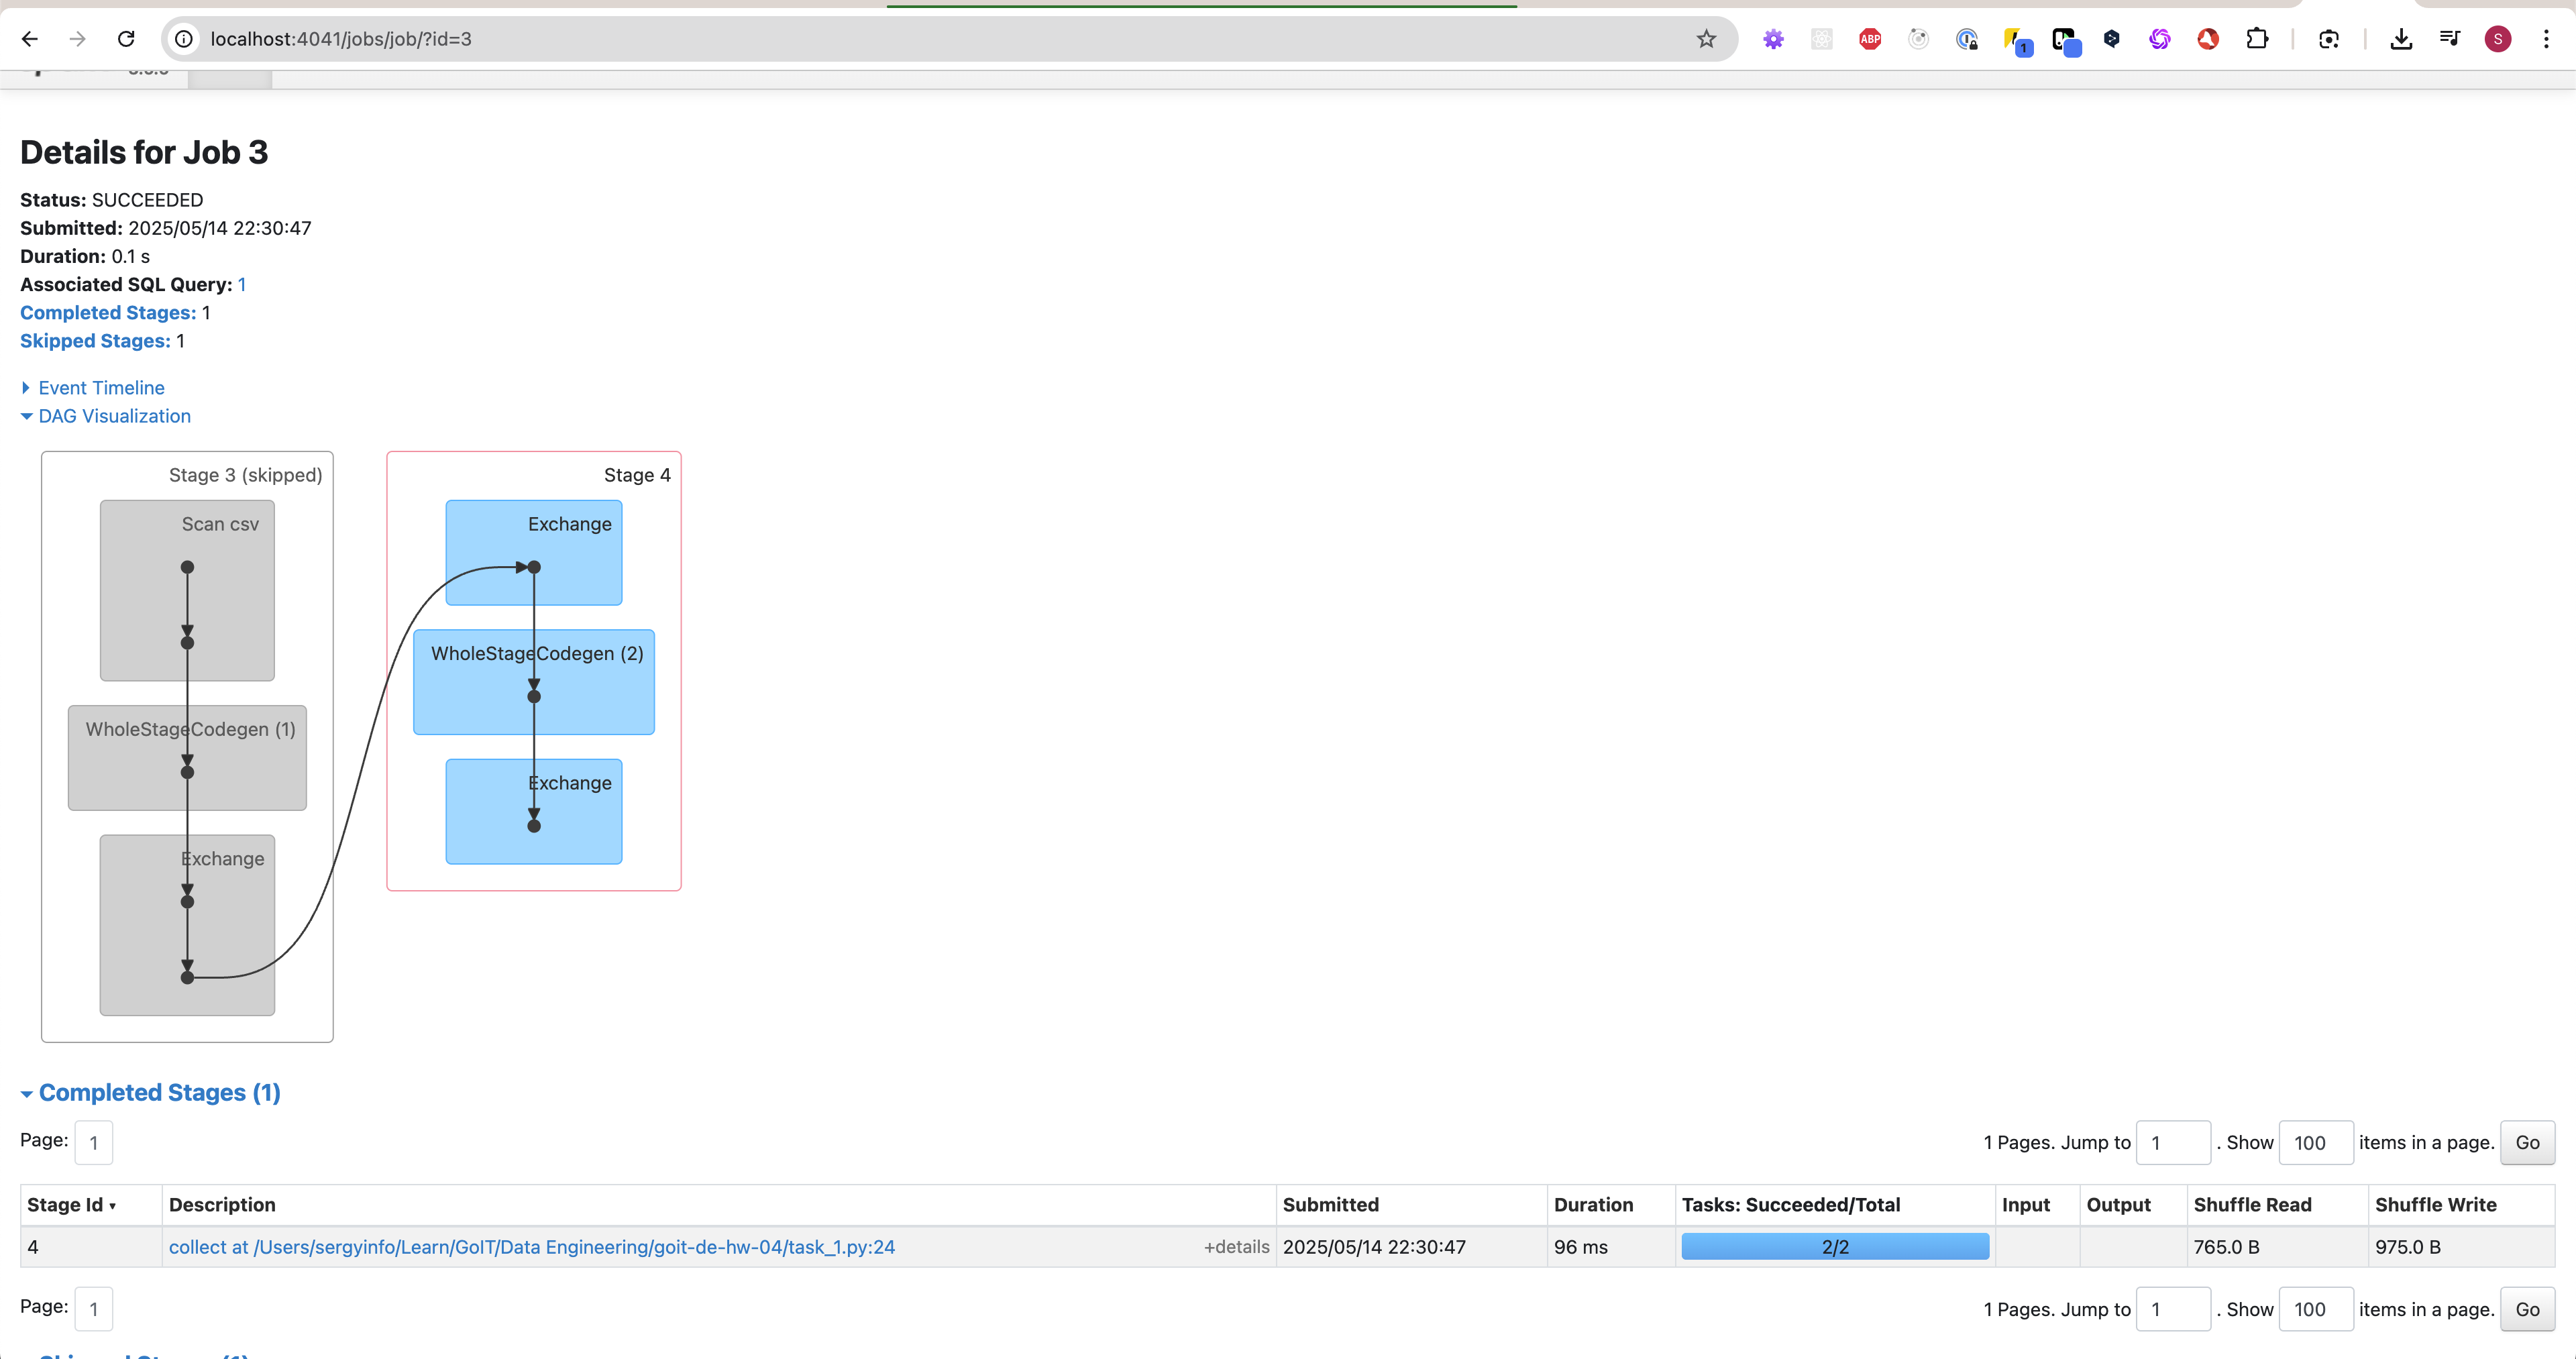 localhost:4041/jobs/job/?id=3
ABP
1
S
Details for Job 3
Status: SUCCEEDED
Submitted: 2025/05/14 22:30:47
Duration: 0.1 s
Associated SQL Query: 1
Completed Stages: 1
Skipped Stages: 1
Event Timeline
DAG Visualization
Stage 3 (skipped)
Scan csv
WholeStageCodegen (1)
Exchange
Stage 4
Exchange
WholeStageCodegen (2)
Exchange
Completed Stages (1)
Page: 1
1 Pages. Jump to 1 . Show 100 items in a page. Go
Stage Id ▾ Description Submitted Duration Tasks: Succeeded/Total Input Output Shuffle Read Shuffle Write
4 collect at /Users/sergyinfo/Learn/GoIT/Data Engineering/goit-de-hw-04/task_1.py:24 +details 2025/05/14 22:30:47 96 ms 2/2 765.0 B 975.0 B
Page: 1
1 Pages. Jump to 1 . Show 100 items in a page. Go